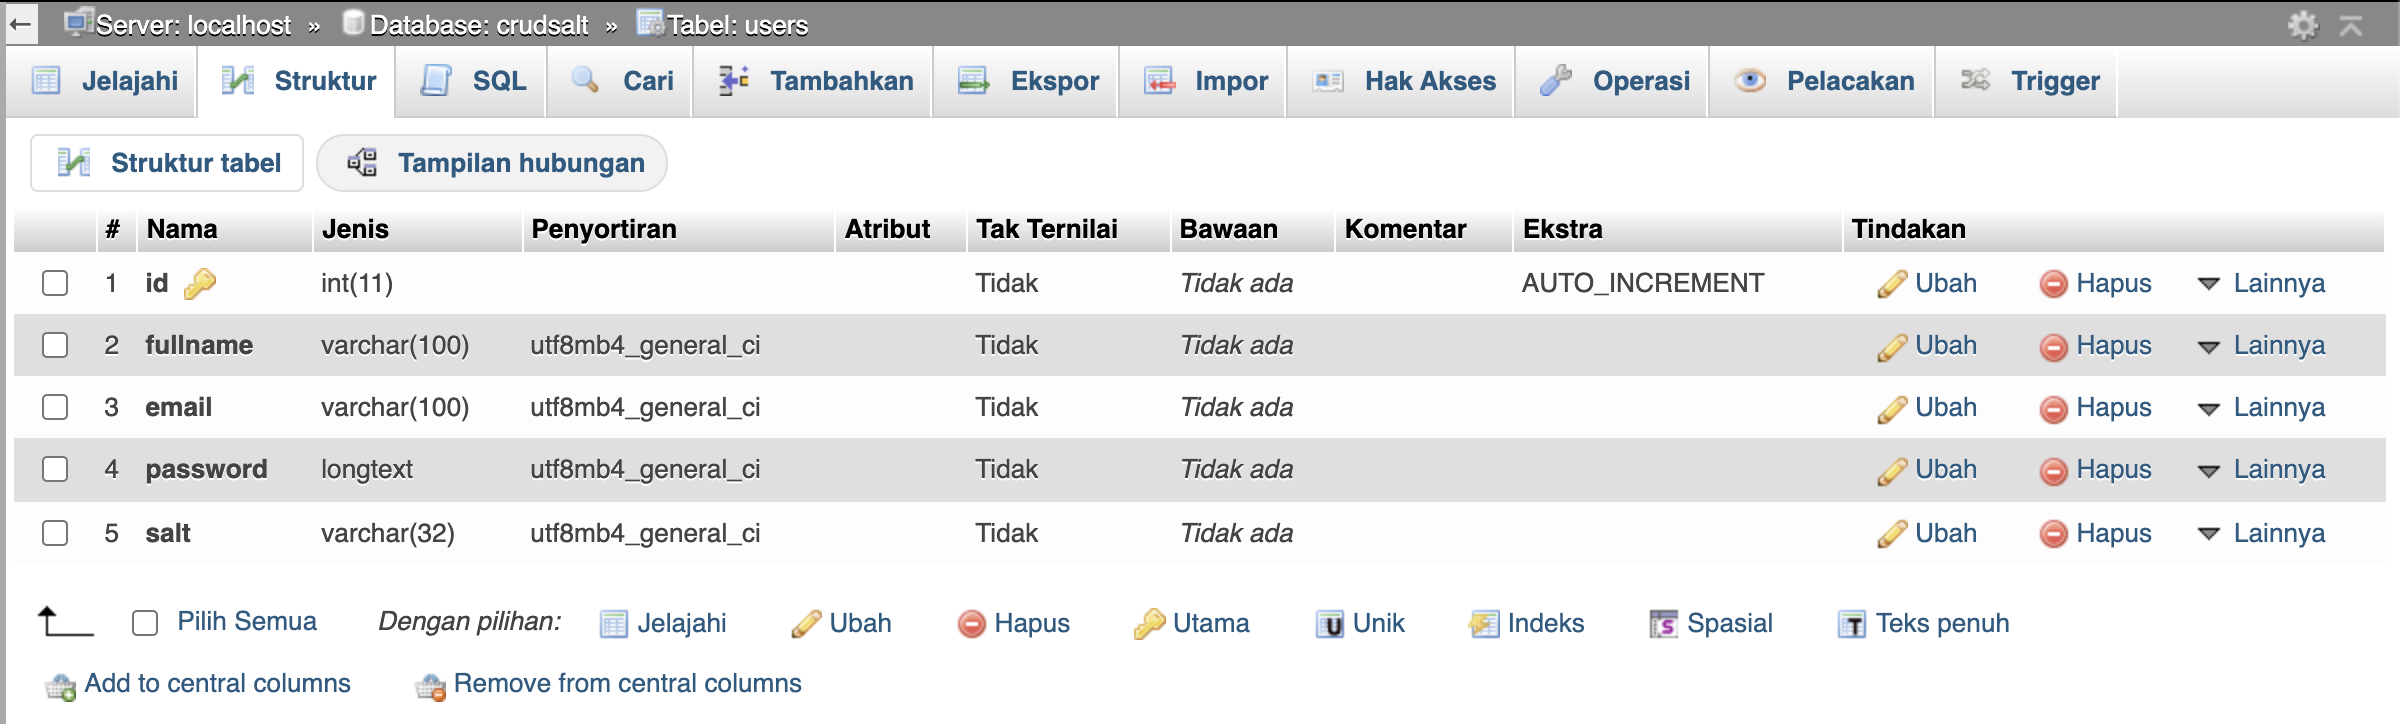 Server: localhost » Database: crudsalt » Tabel: users
Jelajahi Struktur SQL Cari Tambahkan Ekspor Impor Hak Akses Operasi Pelacakan Trigger
Struktur tabel Tampilan hubungan
# Nama Jenis Penyortiran Atribut Tak Ternilai Bawaan Komentar Ekstra Tindakan
1 id int(11) Tidak Tidak ada AUTO_INCREMENT Ubah Hapus Lainnya
2 fullname varchar(100) utf8mb4_general_ci Tidak Tidak ada Ubah Hapus Lainnya
3 email varchar(100) utf8mb4_general_ci Tidak Tidak ada Ubah Hapus Lainnya
4 password longtext utf8mb4_general_ci Tidak Tidak ada Ubah Hapus Lainnya
5 salt varchar(32) utf8mb4_general_ci Tidak Tidak ada Ubah Hapus Lainnya
Pilih Semua Dengan pilihan: Jelajahi Ubah Hapus Utama Unik Indeks Spasial Teks penuh
Add to central columns Remove from central columns